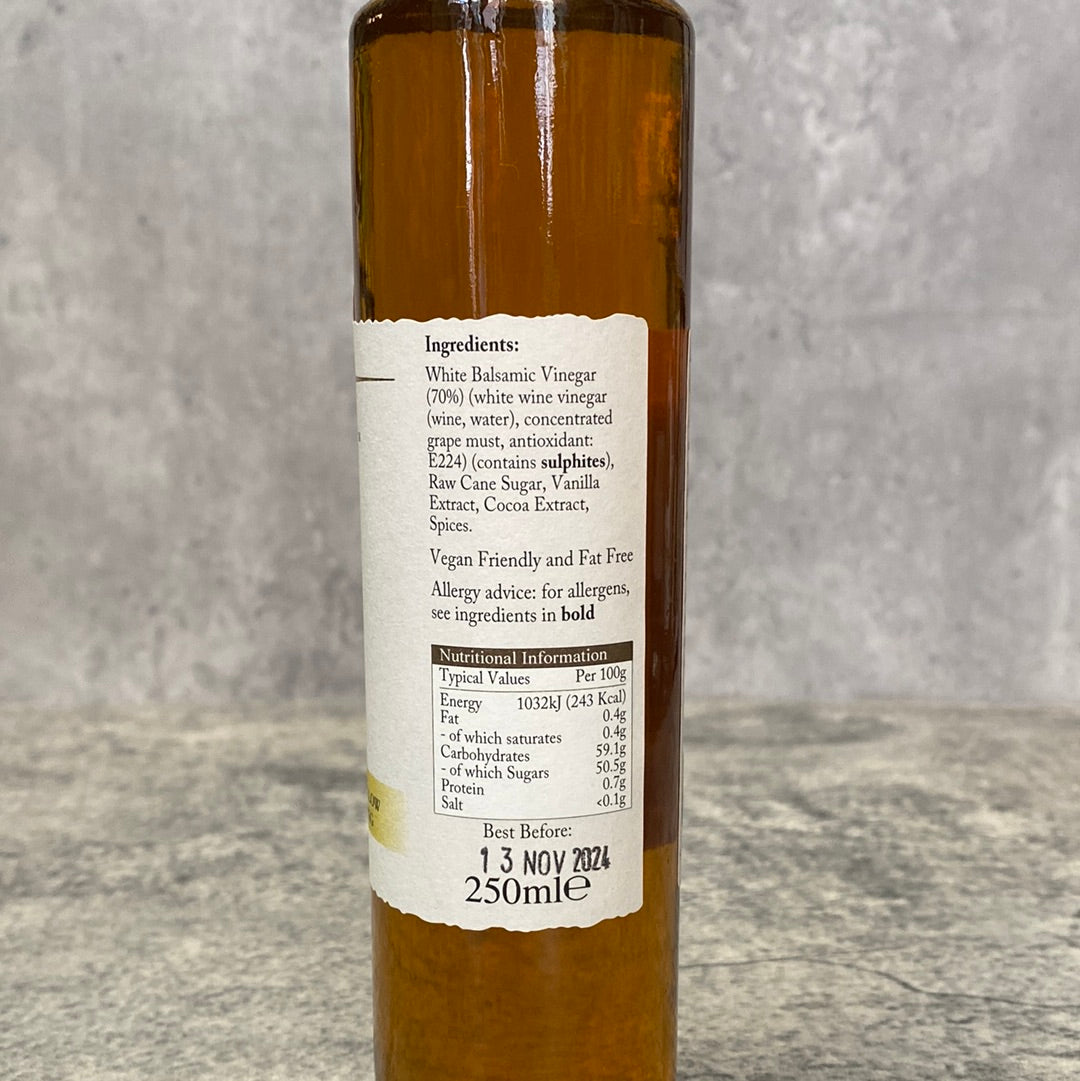 Ingredients:
White Balsamic Vinegar
(70%) (white wine vinegar
(wine, water), concentrated
grape must, antioxidant:
E224) (contains sulphites),
Raw Cane Sugar, Vanilla
Extract, Cocoa Extract,
Spices.
Vegan Friendly and Fat Free
Allergy advice: for allergens,
see ingredients in bold
Nutritional Information
Typical Values Per 100g
Energy 1032kJ (243 Kcal)
Fat 0.4g
- of which saturates 0.4g
Carbohydrates 59.1g
- of which Sugars 50.5g
Protein 0.7g
Salt <0.1g
Best Before:
13 NOV 2024
250ml℮